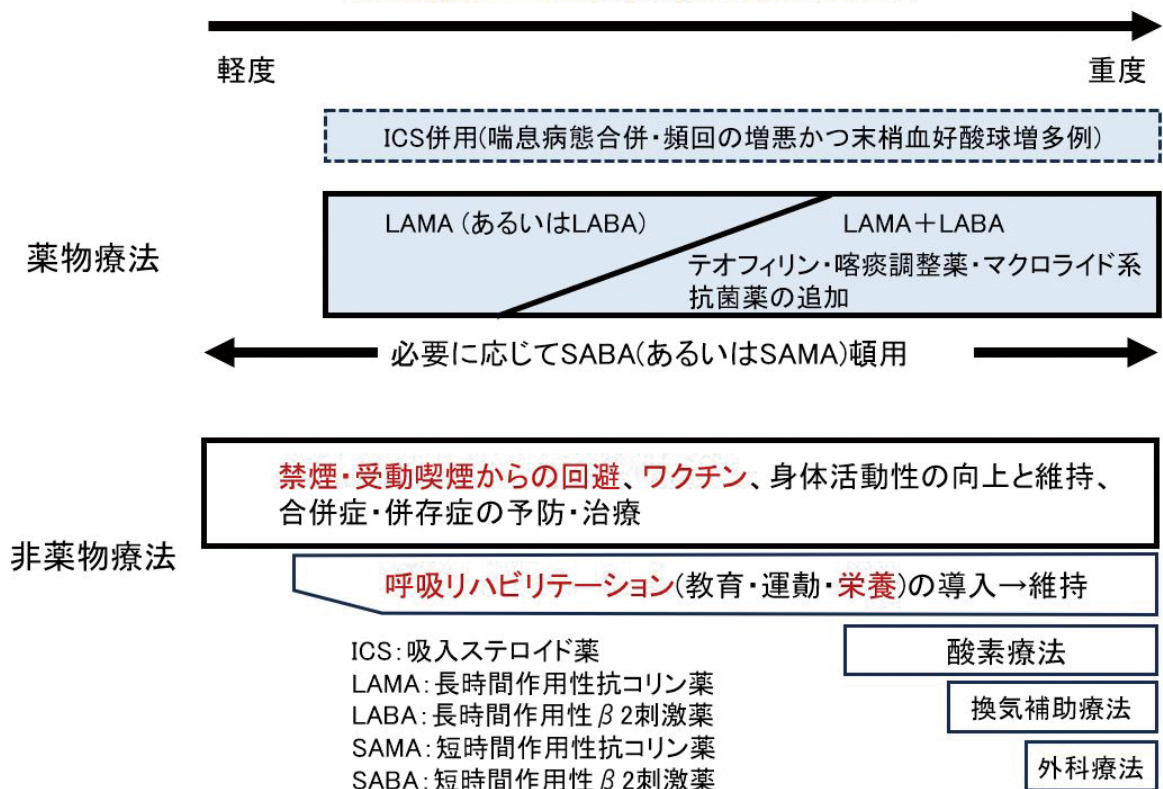 軽度
重度
ICS併用(喘息病態合併・頻回の増悪かつ末梢血好酸球増多例)
薬物療法
LAMA (あるいはLABA)
LAMA+LABA
テオフィリン・喀痰調整薬・マクロライド系
抗菌薬の追加
必要に応じてSABA(あるいはSAMA)頓用
非薬物療法
禁煙・受動喫煙からの回避、ワクチン、身体活動性の向上と維持、
合併症・併存症の予防・治療
呼吸リハビリテーション(教育・運動・栄養)の導入→維持
酸素療法
換気補助療法
外科療法
ICS:吸入ステロイド薬
LAMA:長時間作用性抗コリン薬
LABA:長時間作用性β2刺激薬
SAMA:短時間作用性抗コリン薬
SABA:短時間作用性β2刺激薬